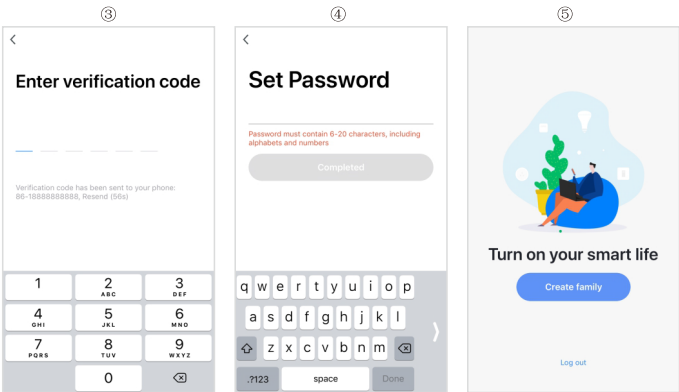 ③
④
⑤
Enter verification code
Verification code has been sent to your phone:
86-18888888888, Resend (56s)
1
2
ABC
3
DEF
4
GHI
5
JKL
6
MNO
7
PQRS
8
TUV
9
WXYZ
0
Set Password
Password must contain 6-20 characters, including
alphabets and numbers
Completed
q w e r t y u i o p
a s d f g h j k l
z x c v b n m
.?123
space
Done
Turn on your smart life
Create family
Log out